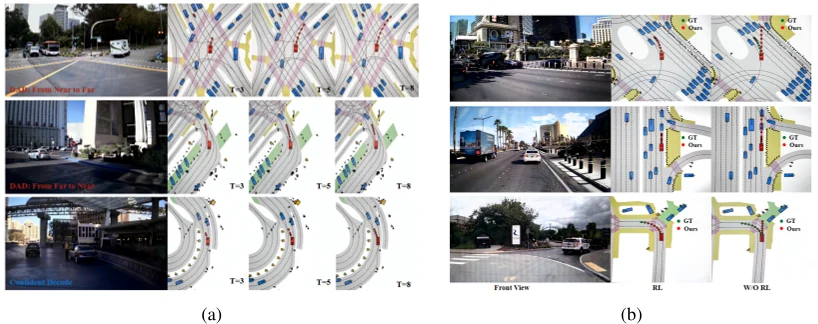 DAD: From Near to Far
T=3
T=5
T=8
DAD: From Far to Near
T=3
T=5
T=8
Confident Decode
T=3
T=5
T=8
(a)
GT
Ours
GT
Ours
GT
Ours
GT
Ours
GT
Ours
GT
Ours
Front View
RL
W/O RL
(b)